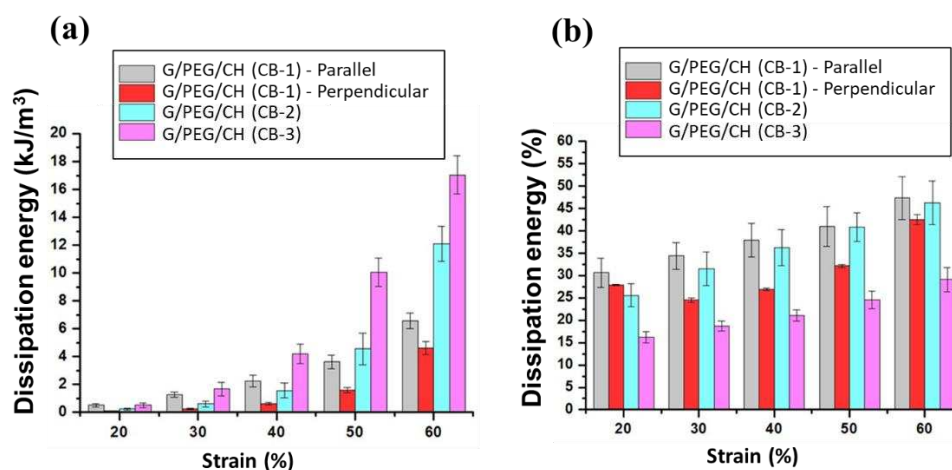 (a)
G/PEG/CH (CB-1) - Parallel
G/PEG/CH (CB-1) - Perpendicular
G/PEG/CH (CB-2)
G/PEG/CH (CB-3)
Dissipation energy (kJ/m³)
20
18
16
14
12
10
8
6
4
2
0
20 30 40 50 60
Strain (%)
(b)
G/PEG/CH (CB-1) - Parallel
G/PEG/CH (CB-1) - Perpendicular
G/PEG/CH (CB-2)
G/PEG/CH (CB-3)
Dissipation energy (%)
60
55
50
45
40
35
30
25
20
15
10
5
0
20 30 40 50 60
Strain (%)